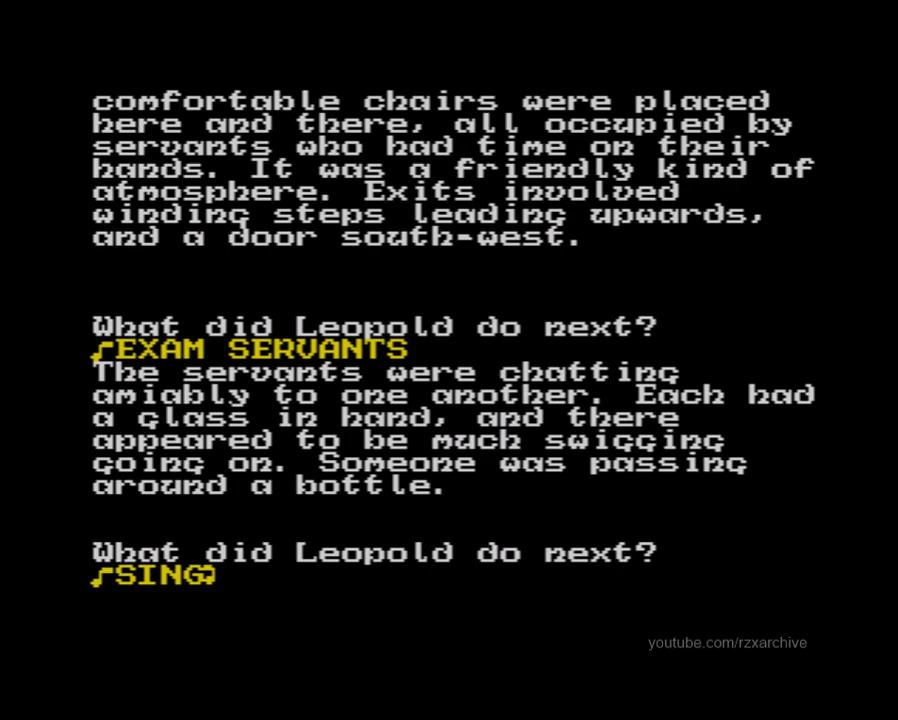 comfortable chairs were placed
here and there, all occupied by
servants who had time on their
hands. It was a friendly kind of
atmosphere. Exits involved
winding steps leading upwards,
and a door south-west.
What did Leopold do next?
♪EXAM SERVANTS
The servants were chatting
amiably to one another. Each had
a glass in hand, and there
appeared to be much swigging
going on. Someone was passing
around a bottle.
What did Leopold do next?
♪SING
youtube.com/rzxarchive